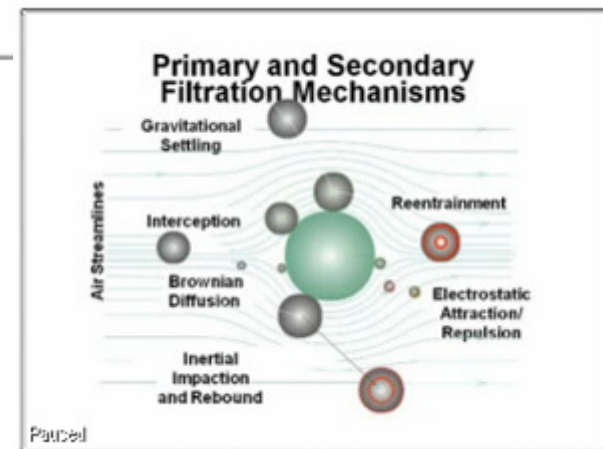 Primary and Secondary
Filtration Mechanisms
Gravitational
Settling
Air Streamlines
Interception
Reentrainment
Brownian
Diffusion
Electrostatic
Attraction/
Repulsion
Inertial
Impaction
and Rebound
Paused